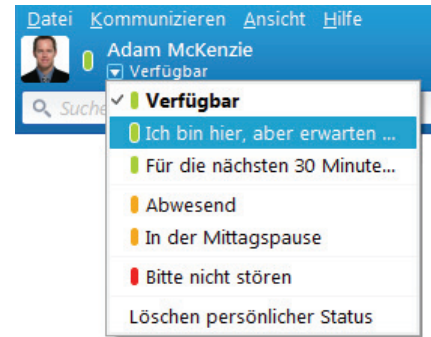 Datei Kommunizieren Ansicht Hilfe
Adam McKenzie
Verfügbar
Suche
Verfügbar
Ich bin hier, aber erwarten ...
Für die nächsten 30 Minute...
Abwesend
In der Mittagspause
Bitte nicht stören
Löschen persönlicher Status